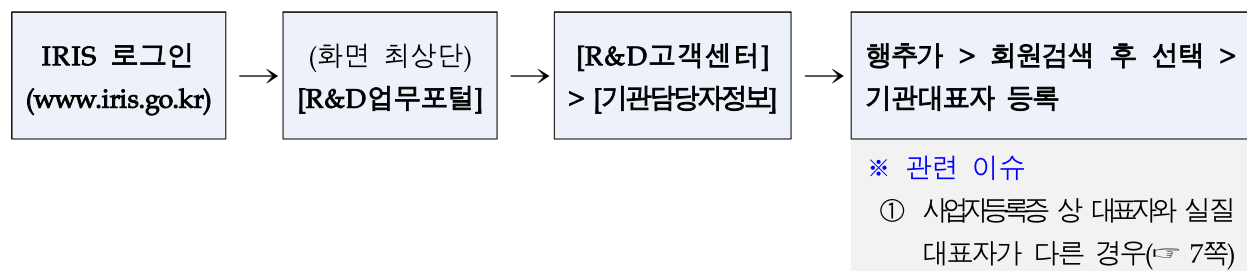 IRIS 로그인
(www.iris.go.kr)
→
(화면 최상단)
[R&D업무포털]
→
[R&D고객센터]
> [기관담당자정보]
→
행추가 > 회원검색 후 선택 >
기관대표자 등록
※ 관련 이슈
① 사업자등록증 상 대표자와 실질
대표자가 다른 경우(☞ 7쪽)